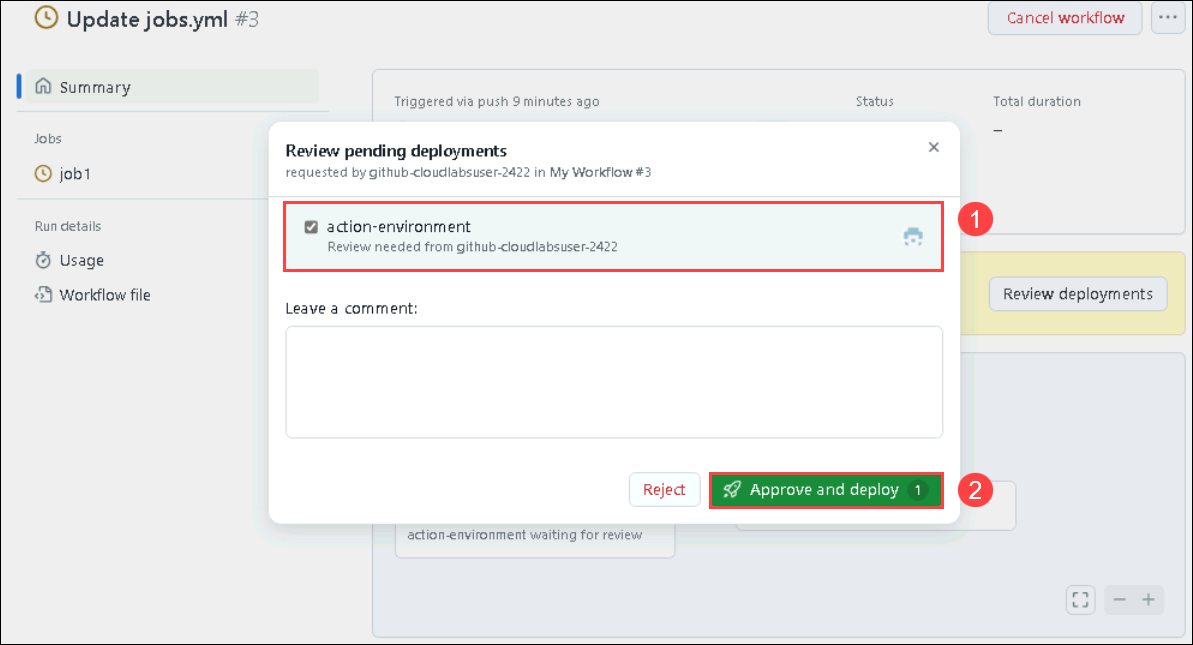 Update jobs.yml #3
Cancel workflow
Summary
Triggered via push 9 minutes ago
Status
Total duration
–
Jobs
job1
Run details
Usage
Workflow file
Review pending deployments
requested by github-cloudlabsuser-2422 in My Workflow #3
action-environment
Review needed from github-cloudlabsuser-2422
1
Review deployments
Leave a comment:
Reject
Approve and deploy 1
2
action-environment waiting for review